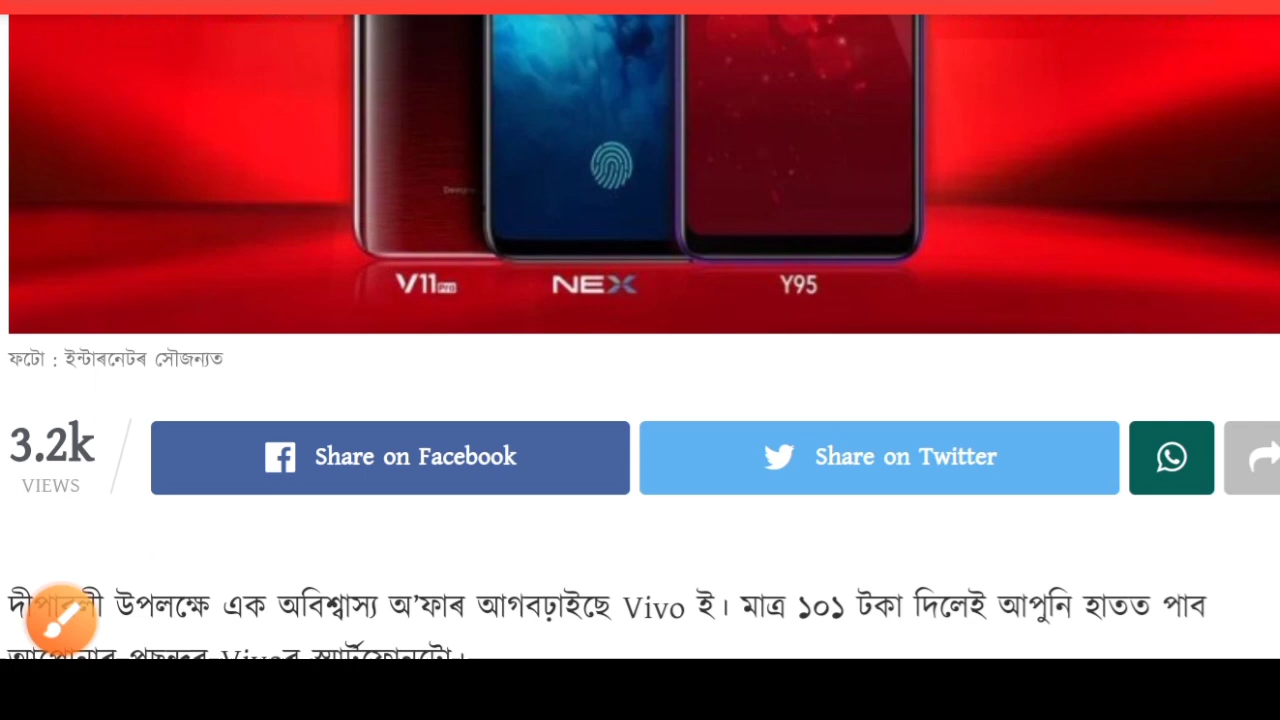 V11Pro NEX Y95
ফটো : ইন্টাৰনেটৰ সৌজন্যত
3.2k
VIEWS
Share on Facebook
Share on Twitter
উপলক্ষে এক অবিশ্বাস্য অ’ফাৰ আগবঢ়াইছে Vivo ই। মাত্ৰ ১০১ টকা দিলেই আপুনি হাতত পাব